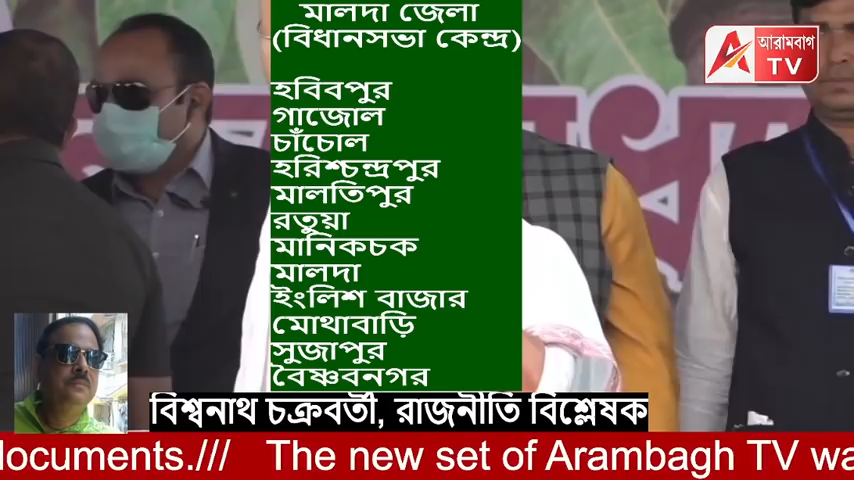 মালদা জেলা
(বিধানসভা কেন্দ্র)
আরামবাগ
TV
হবিবপুর
গাজোল
চাঁচোল
হরিশ্চন্দ্রপুর
মালতিপুর
রতুয়া
মানিকচক
মালদা
ইংলিশ বাজার
মোথাবাড়ি
সুজাপুর
বৈষ্ণবনগর
বিশ্বনাথ চক্রবর্তী, রাজনীতি বিশ্লেষক
documents./// The new set of Arambagh TV wa